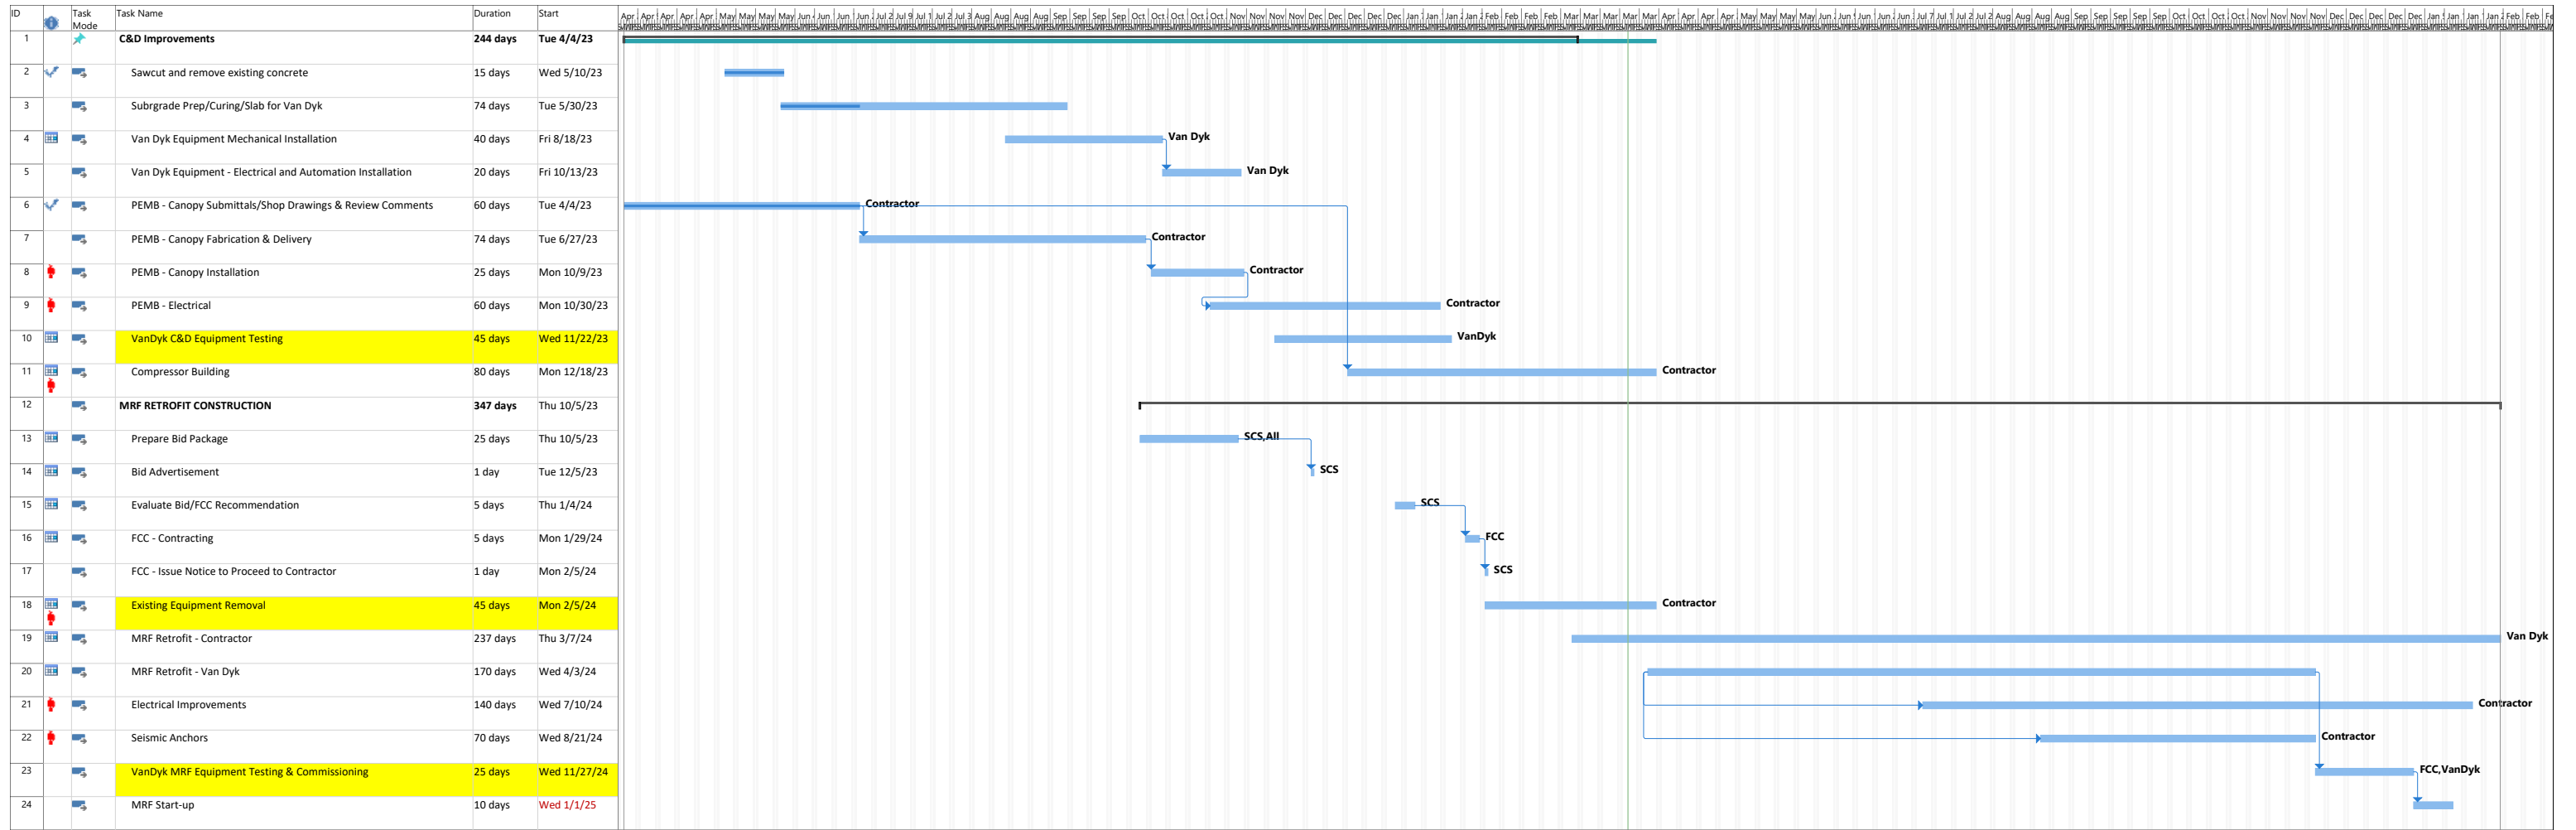 ID Task Mode Task Name Duration Start
1 C&D Improvements 244 days Tue 4/4/23
2 Sawcut and remove existing concrete 15 days Wed 5/10/23
3 Subrgrade Prep/Curing/Slab for Van Dyk 74 days Tue 5/30/23
4 Van Dyk Equipment Mechanical Installation 40 days Fri 8/18/23 Van Dyk
5 Van Dyk Equipment - Electrical and Automation Installation 20 days Fri 10/13/23 Van Dyk
6 PEMB - Canopy Submittals/Shop Drawings & Review Comments 60 days Tue 4/4/23 Contractor
7 PEMB - Canopy Fabrication & Delivery 74 days Tue 6/27/23 Contractor
8 PEMB - Canopy Installation 25 days Mon 10/9/23 Contractor
9 PEMB - Electrical 60 days Mon 10/30/23 Contractor
10 VanDyk C&D Equipment Testing 45 days Wed 11/22/23 VanDyk
11 Compressor Building 80 days Mon 12/18/23 Contractor
12 MRF RETROFIT CONSTRUCTION 347 days Thu 10/5/23
13 Prepare Bid Package 25 days Thu 10/5/23 SCS,All
14 Bid Advertisement 1 day Tue 12/5/23 SCS
15 Evaluate Bid/FCC Recommendation 5 days Thu 1/4/24 SCS
16 FCC - Contracting 5 days Mon 1/29/24 FCC
17 FCC - Issue Notice to Proceed to Contractor 1 day Mon 2/5/24 SCS
18 Existing Equipment Removal 45 days Mon 2/5/24 Contractor
19 MRF Retrofit - Contractor 237 days Thu 3/7/24 Van Dyk
20 MRF Retrofit - Van Dyk 170 days Wed 4/3/24
21 Electrical Improvements 140 days Wed 7/10/24 Contractor
22 Seismic Anchors 70 days Wed 8/21/24 Contractor
23 VanDyk MRF Equipment Testing & Commissioning 25 days Wed 11/27/24 FCC,VanDyk
24 MRF Start-up 10 days Wed 1/1/25